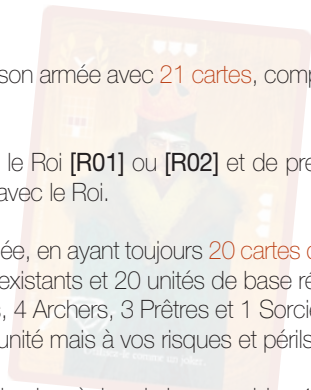 son armée avec 21 cartes, comp
le Roi [R01] ou [R02] et de pre
avec le Roi.
ée, en ayant toujours 20 cartes
existants et 20 unités de base ré
s, 4 Archers, 3 Prêtres et 1 Sorci
unité mais à vos risques et périls